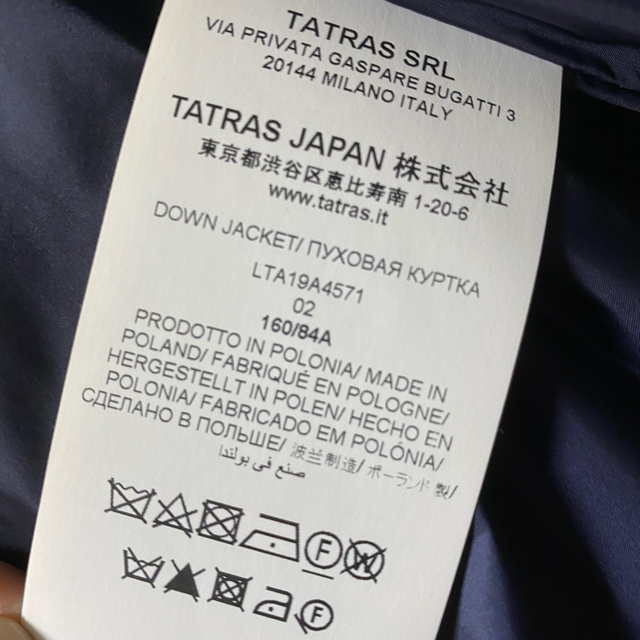 TATRAS SRL
VIA PRIVATA GASPARE BUGATTI 3
20144 MILANO ITALY
TATRAS JAPAN 株式会社
東京都渋谷区恵比寿南 1-20-6
www.tatras.it
DOWN JACKET/ ПУХОВАЯ КУРТКА
LTA19A4571
02
160/84A
PRODOTTO IN POLONIA/ MADE IN
POLAND/ FABRIQUÉ EN POLOGNE/
HERGESTELLT IN POLEN/ HECHO EN
POLONIA/ FABRICADO EM POLÓNIA/
СДЕЛАНО В ПОЛЬШЕ/ 波兰制造/ ポーランド 製/
صنع في بولندا
F W
F